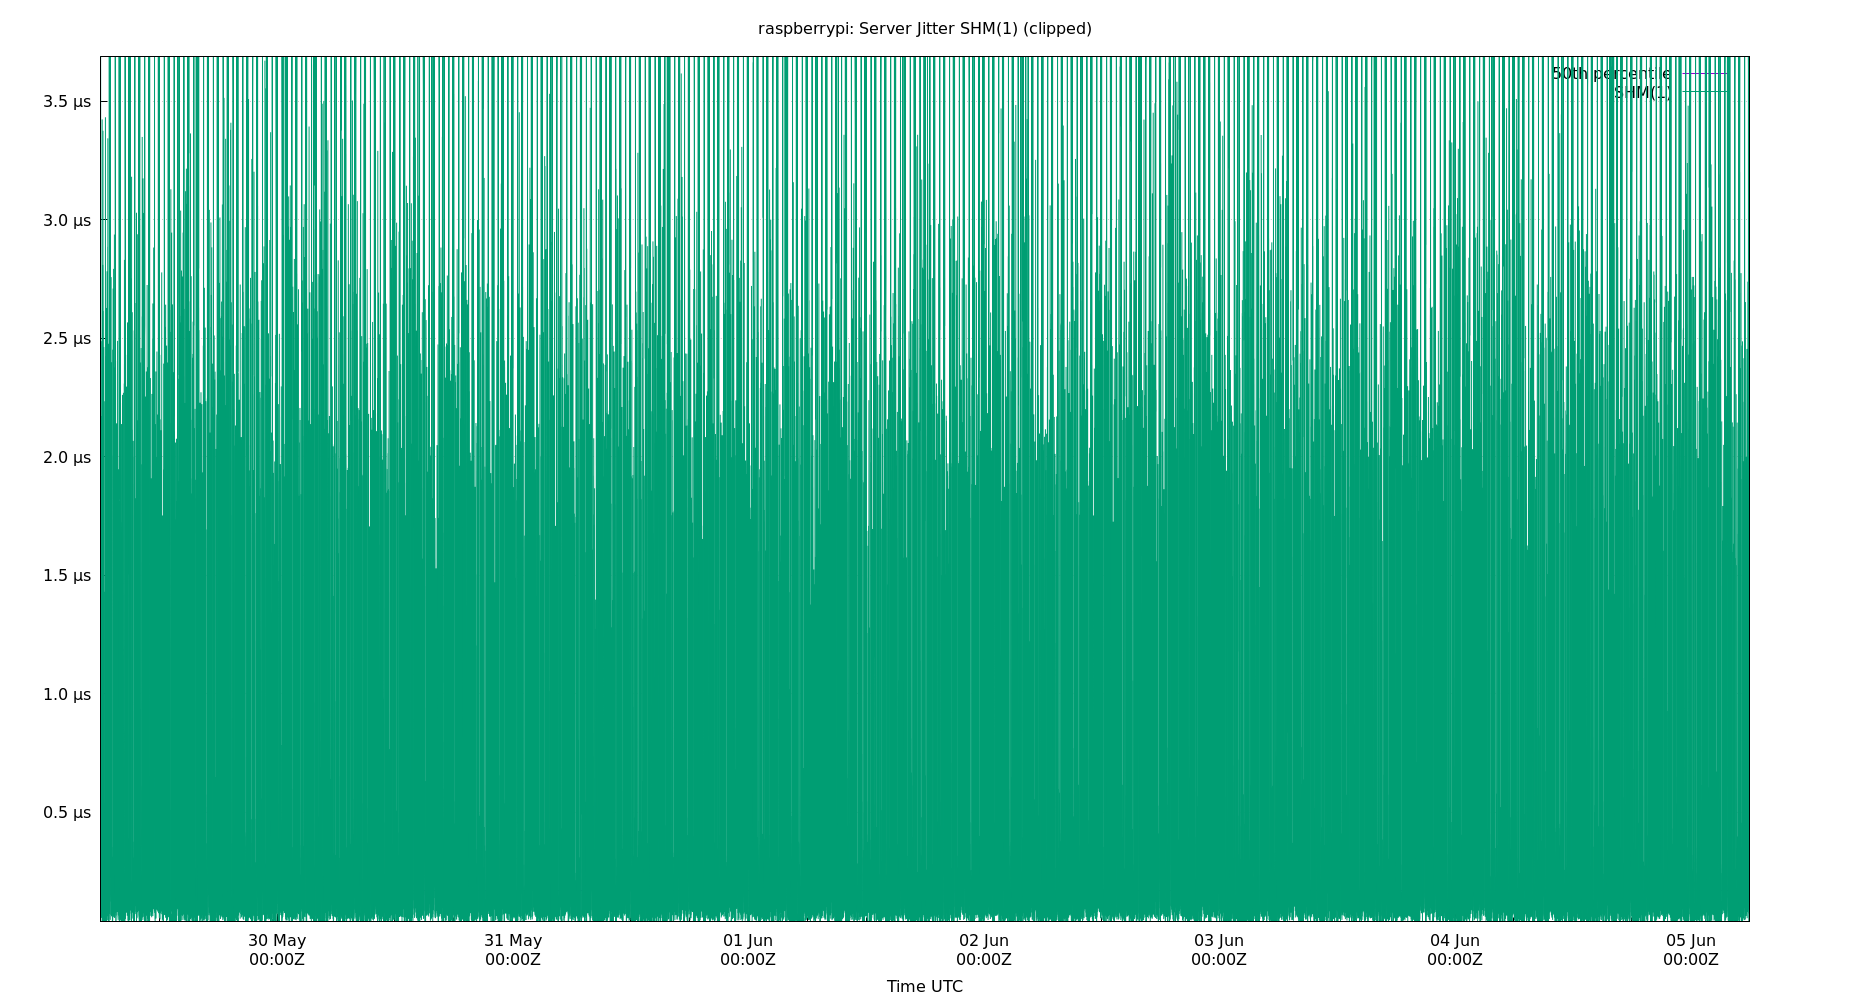 raspberrypi: Server Jitter SHM(1) (clipped)
50th percentile
SHM(1)
3.5 µs
3.0 µs
2.5 µs
2.0 µs
1.5 µs
1.0 µs
0.5 µs
30 May 31 May 01 Jun 02 Jun 03 Jun 04 Jun 05 Jun
00:00Z 00:00Z 00:00Z 00:00Z 00:00Z 00:00Z 00:00Z
Time UTC